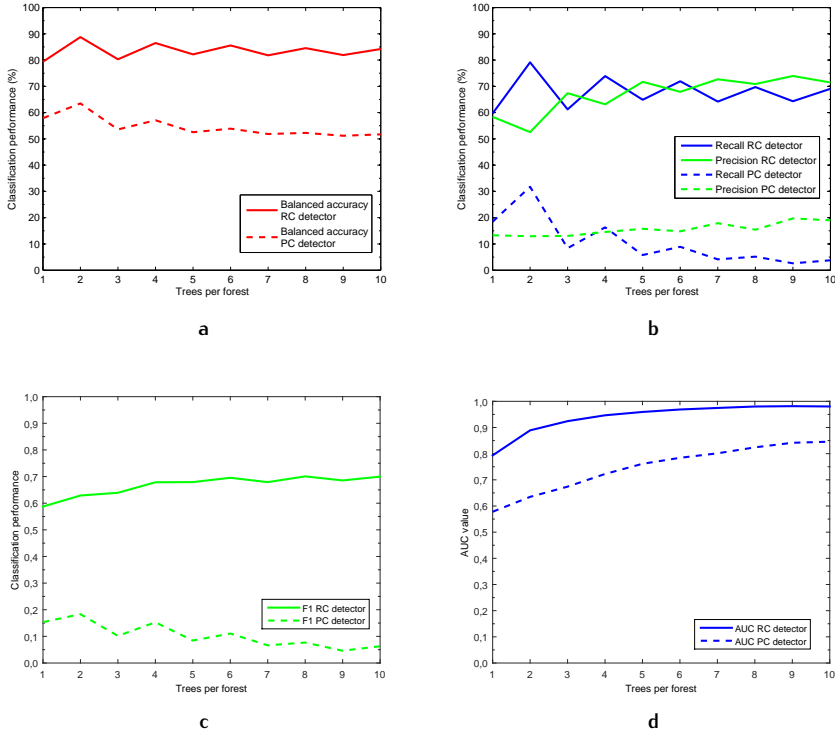 100
90
80
70
60
50
40
30
20
10
0
Classification performance (%)
Balanced accuracy
RC detector
Balanced accuracy
PC detector
1 2 3 4 5 6 7 8 9 10
Trees per forest
a
100
90
80
70
60
50
40
30
20
10
0
Classification performance (%)
Recall RC detector
Precision RC detector
Recall PC detector
Precision PC detector
1 2 3 4 5 6 7 8 9 10
Trees per forest
b
1,0
0,9
0,8
0,7
0,6
0,5
0,4
0,3
0,2
0,1
0,0
Classification performance
F1 RC detector
F1 PC detector
1 2 3 4 5 6 7 8 9 10
Trees per forest
c
1,0
0,9
0,8
0,7
0,6
0,5
0,4
0,3
0,2
0,1
0,0
AUC value
AUC RC detector
AUC PC detector
1 2 3 4 5 6 7 8 9 10
Trees per forest
d